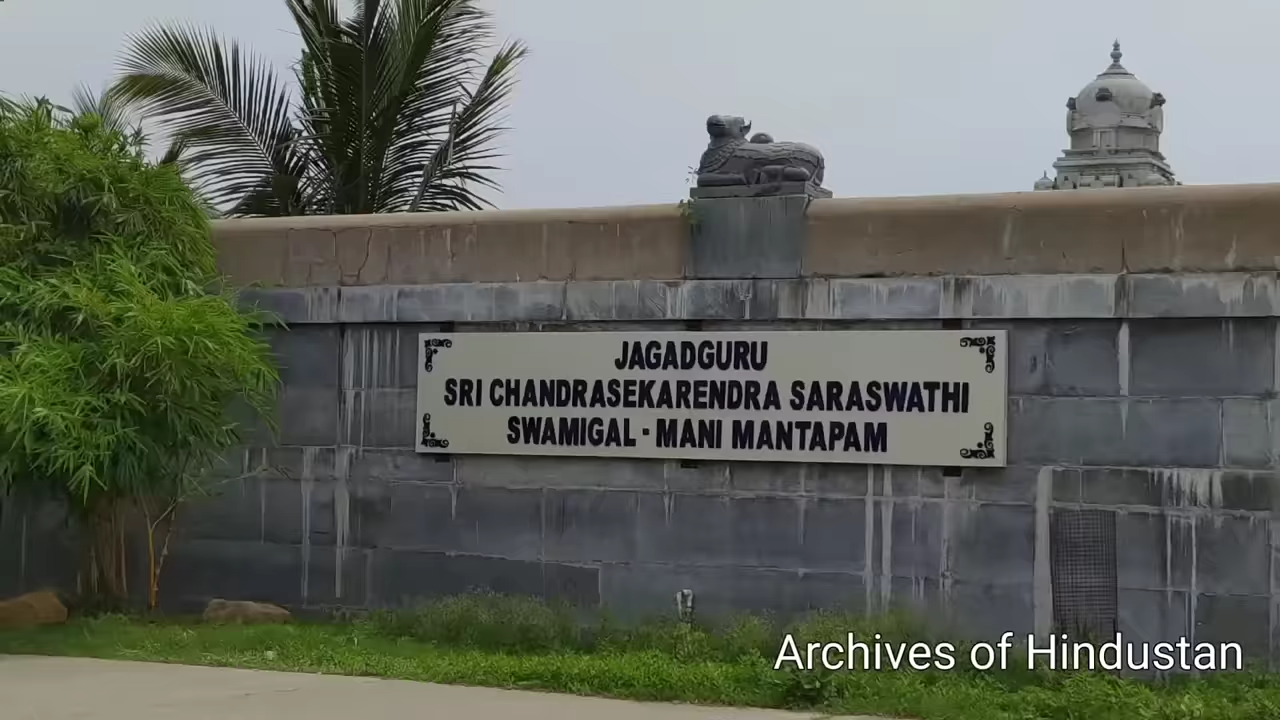 JAGADGURU
SRI CHANDRASEKARENDRA SARASWATHI
SWAMIGAL - MANI MANTAPAM
Archives of Hindustan